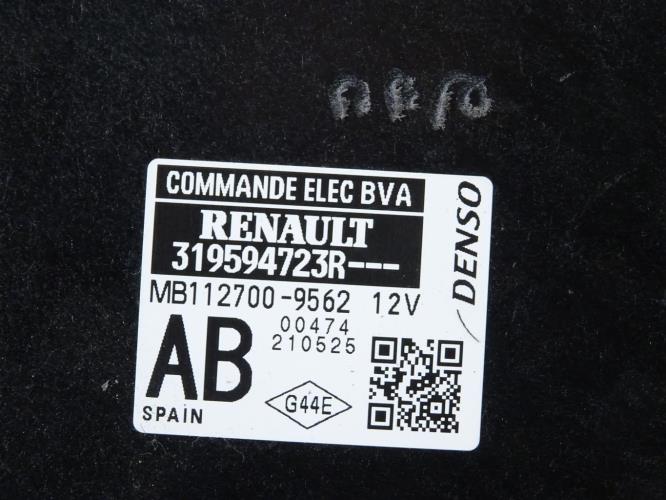 COMMANDE ELEC BVA
RENAULT
319594723R---
MB112700-9562 12V
00474
210525
AB
SPAIN
G44E
DENSO